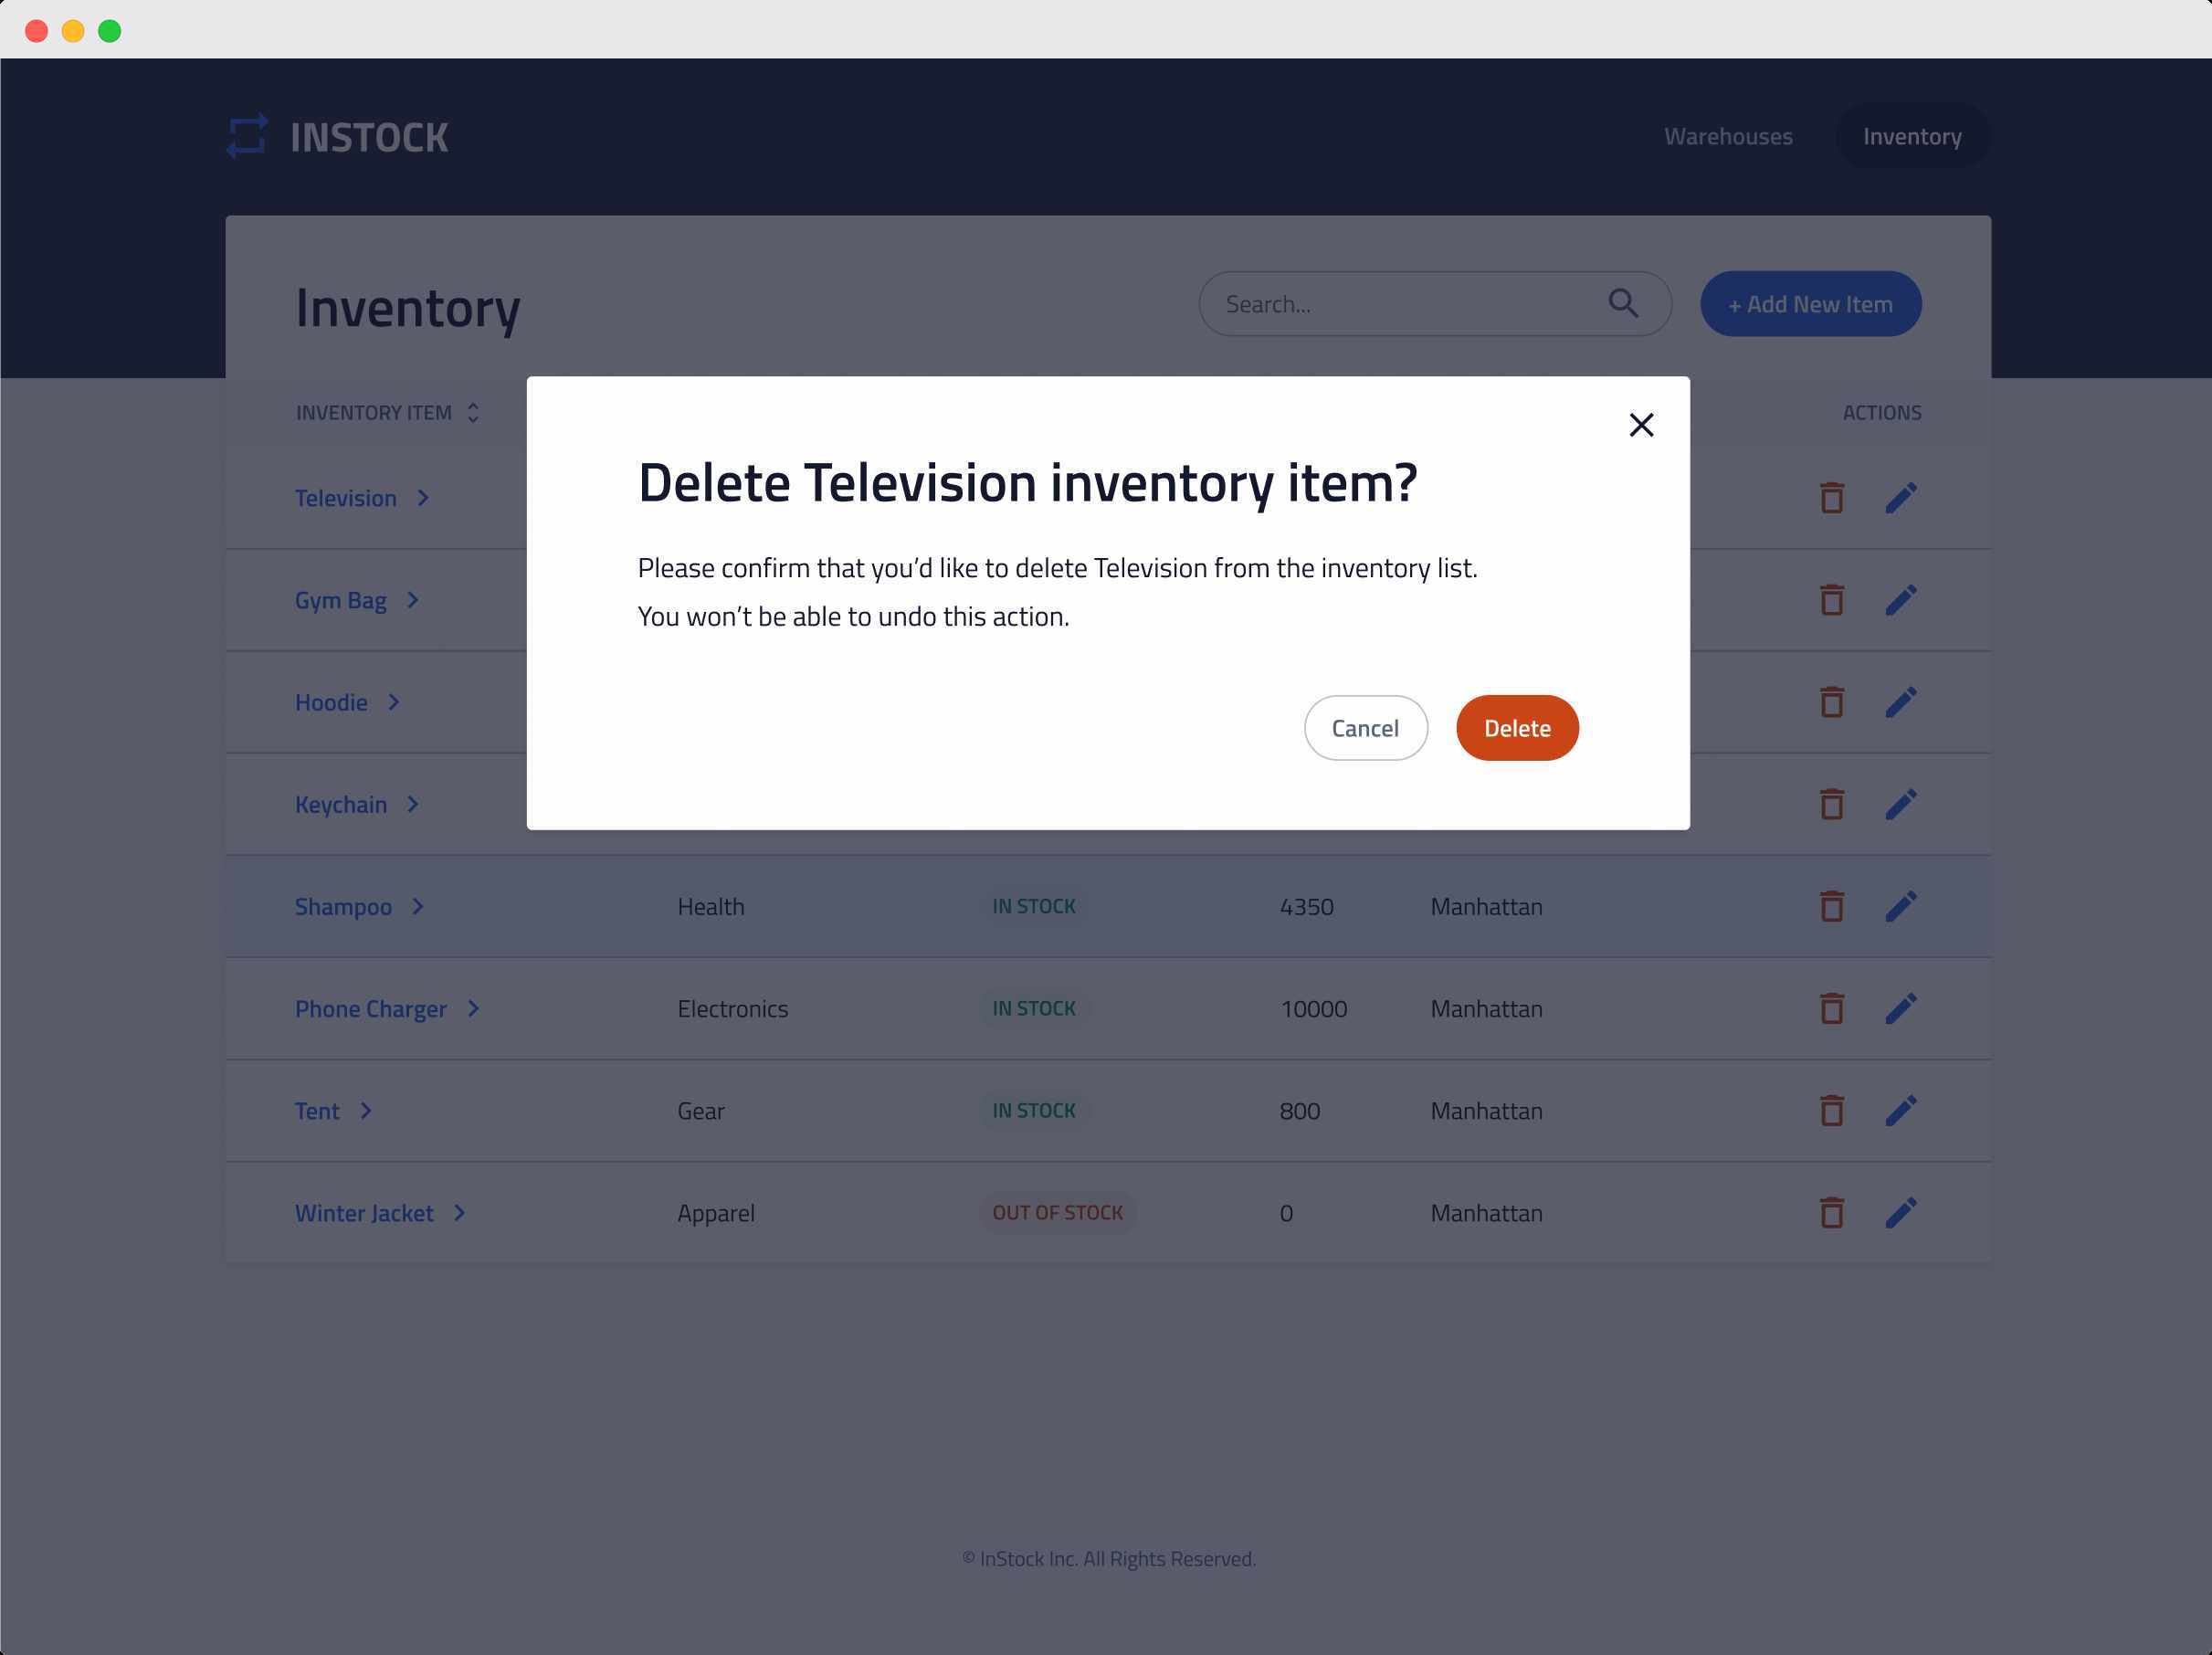 INSTOCK
Warehouses
Inventory
Inventory
Search...
+ Add New Item
INVENTORY ITEM
ACTIONS
Delete Television inventory item?
Please confirm that you’d like to delete Television from the inventory list.
You won’t be able to undo this action.
Cancel
Delete
Television
Gym Bag
Hoodie
Keychain
Shampoo Health IN STOCK 4350 Manhattan
Phone Charger Electronics IN STOCK 10000 Manhattan
Tent Gear IN STOCK 800 Manhattan
Winter Jacket Apparel OUT OF STOCK 0 Manhattan
© InStock Inc. All Rights Reserved.